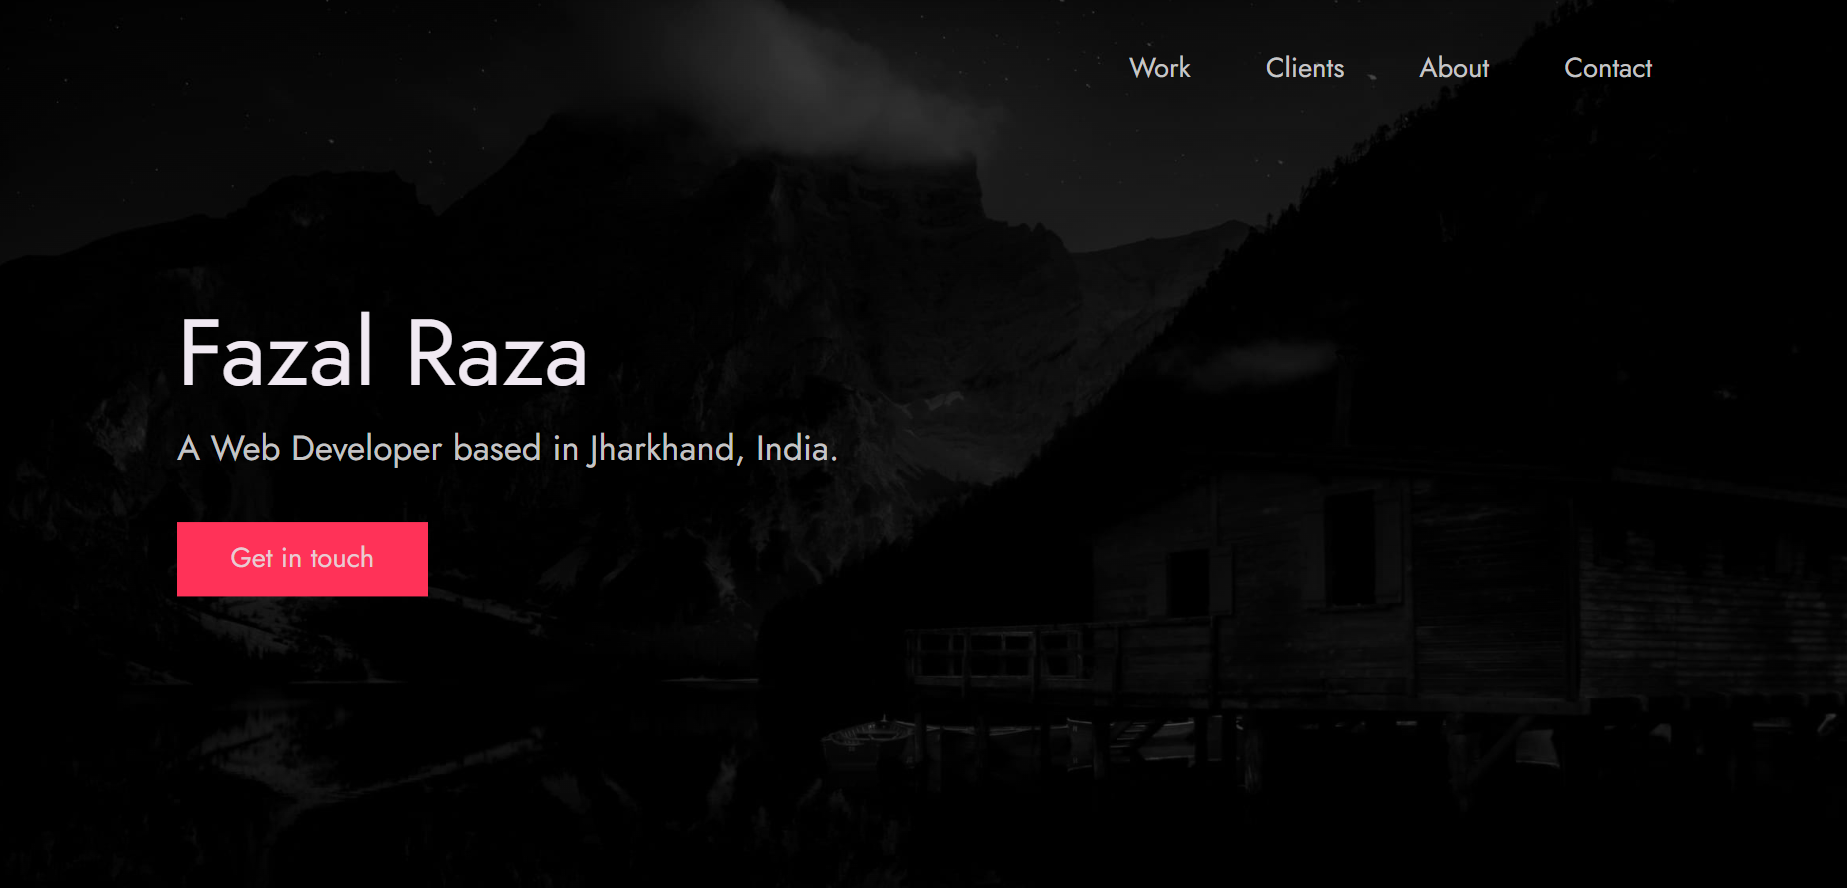 Work Clients About Contact
Fazal Raza
A Web Developer based in Jharkhand, India.
Get in touch